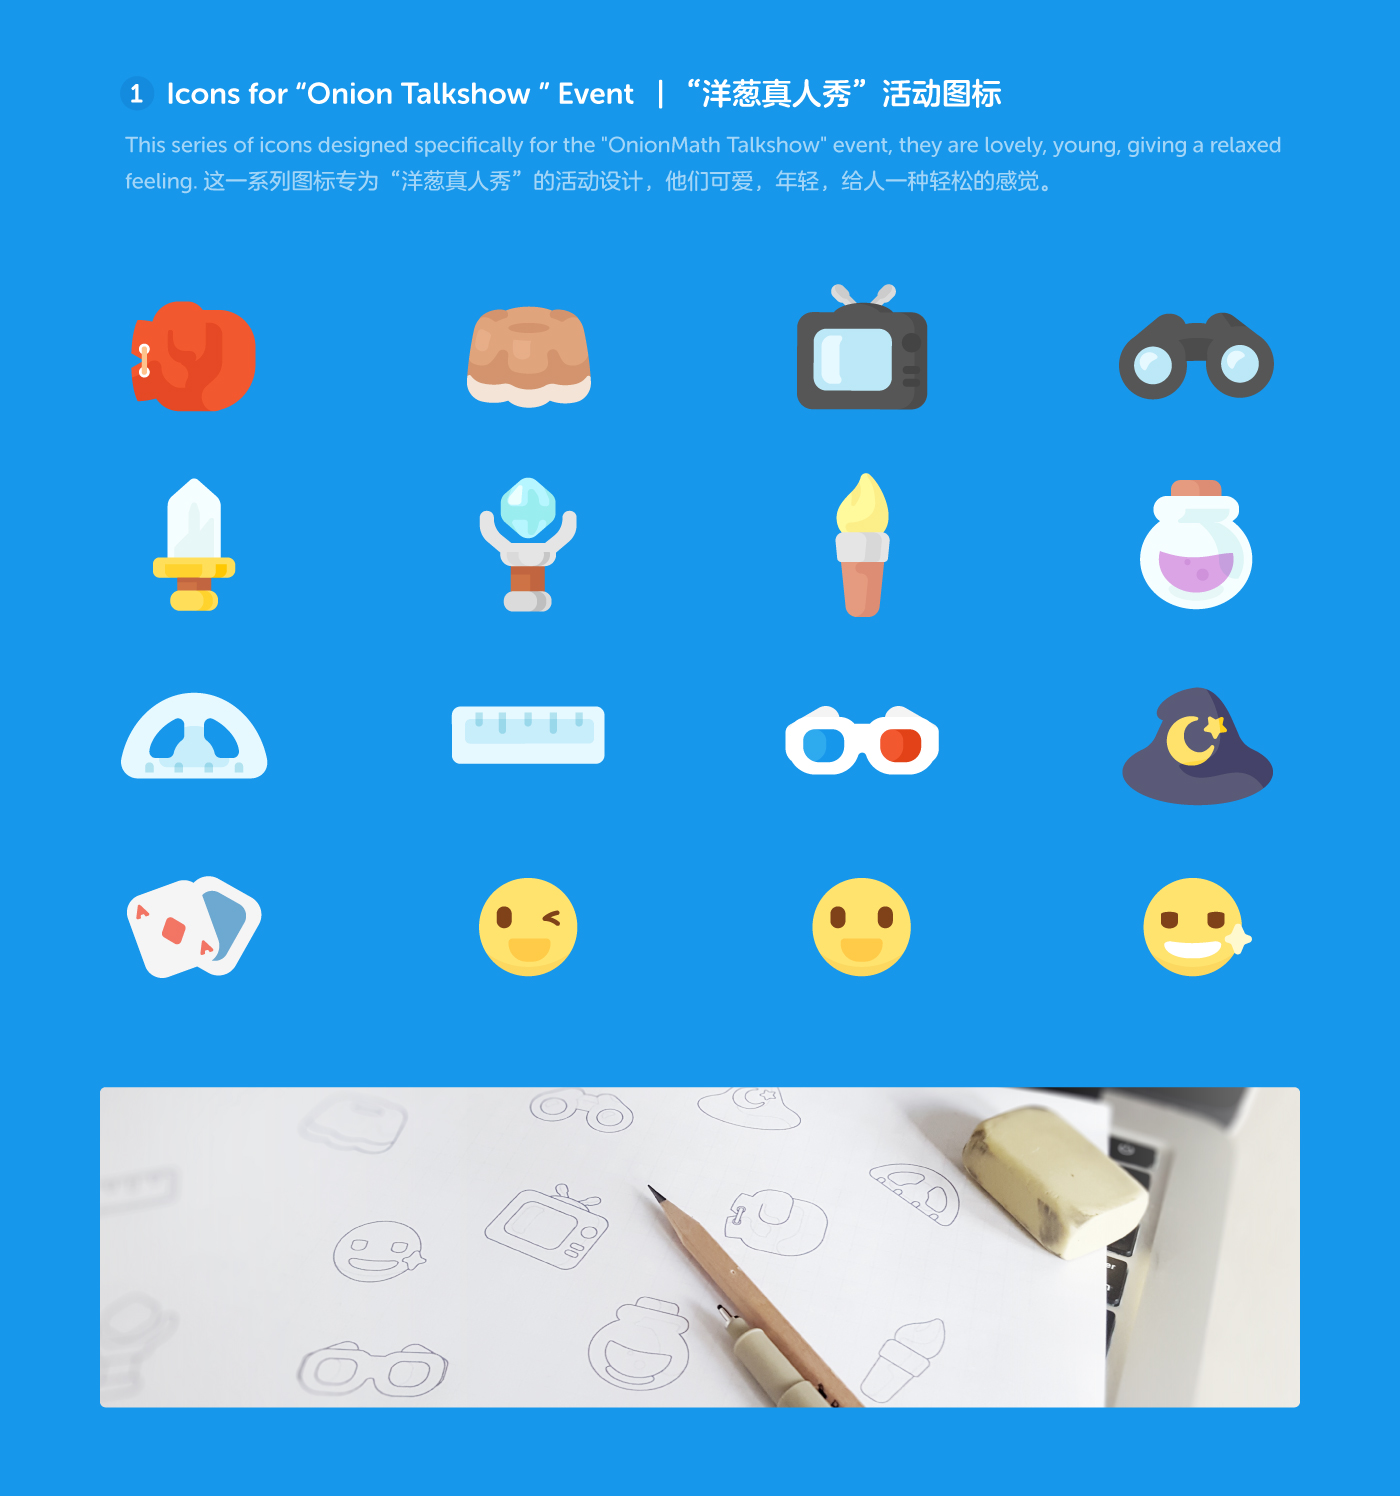 1 Icons for “Onion Talkshow ” Event | “洋葱真人秀” 活动图标
This series of icons designed specifically for the "OnionMath Talkshow" event, they are lovely, young, giving a relaxed
feeling. 这一系列图标专为 “洋葱真人秀” 的活动设计，他们可爱，年轻，给人一种轻松的感觉。
A
A